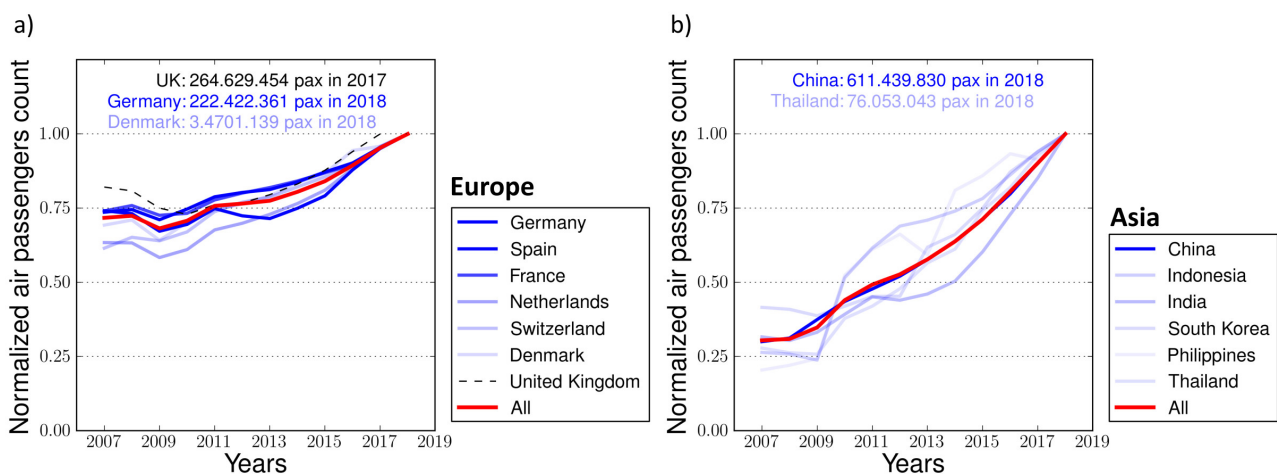 a)
UK: 264.629.454 pax in 2017
Germany: 222.422.361 pax in 2018
Denmark: 3.4701.139 pax in 2018
Normalized air passengers count
1.00
0.75
0.50
0.25
0.00
2007 2009 2011 2013 2015 2017 2019
Years
Europe
Germany
Spain
France
Netherlands
Switzerland
Denmark
United Kingdom
All
b)
China: 611.439.830 pax in 2018
Thailand: 76.053.043 pax in 2018
Normalized air passengers count
1.00
0.75
0.50
0.25
0.00
2007 2009 2011 2013 2015 2017 2019
Years
Asia
China
Indonesia
India
South Korea
Philippines
Thailand
All